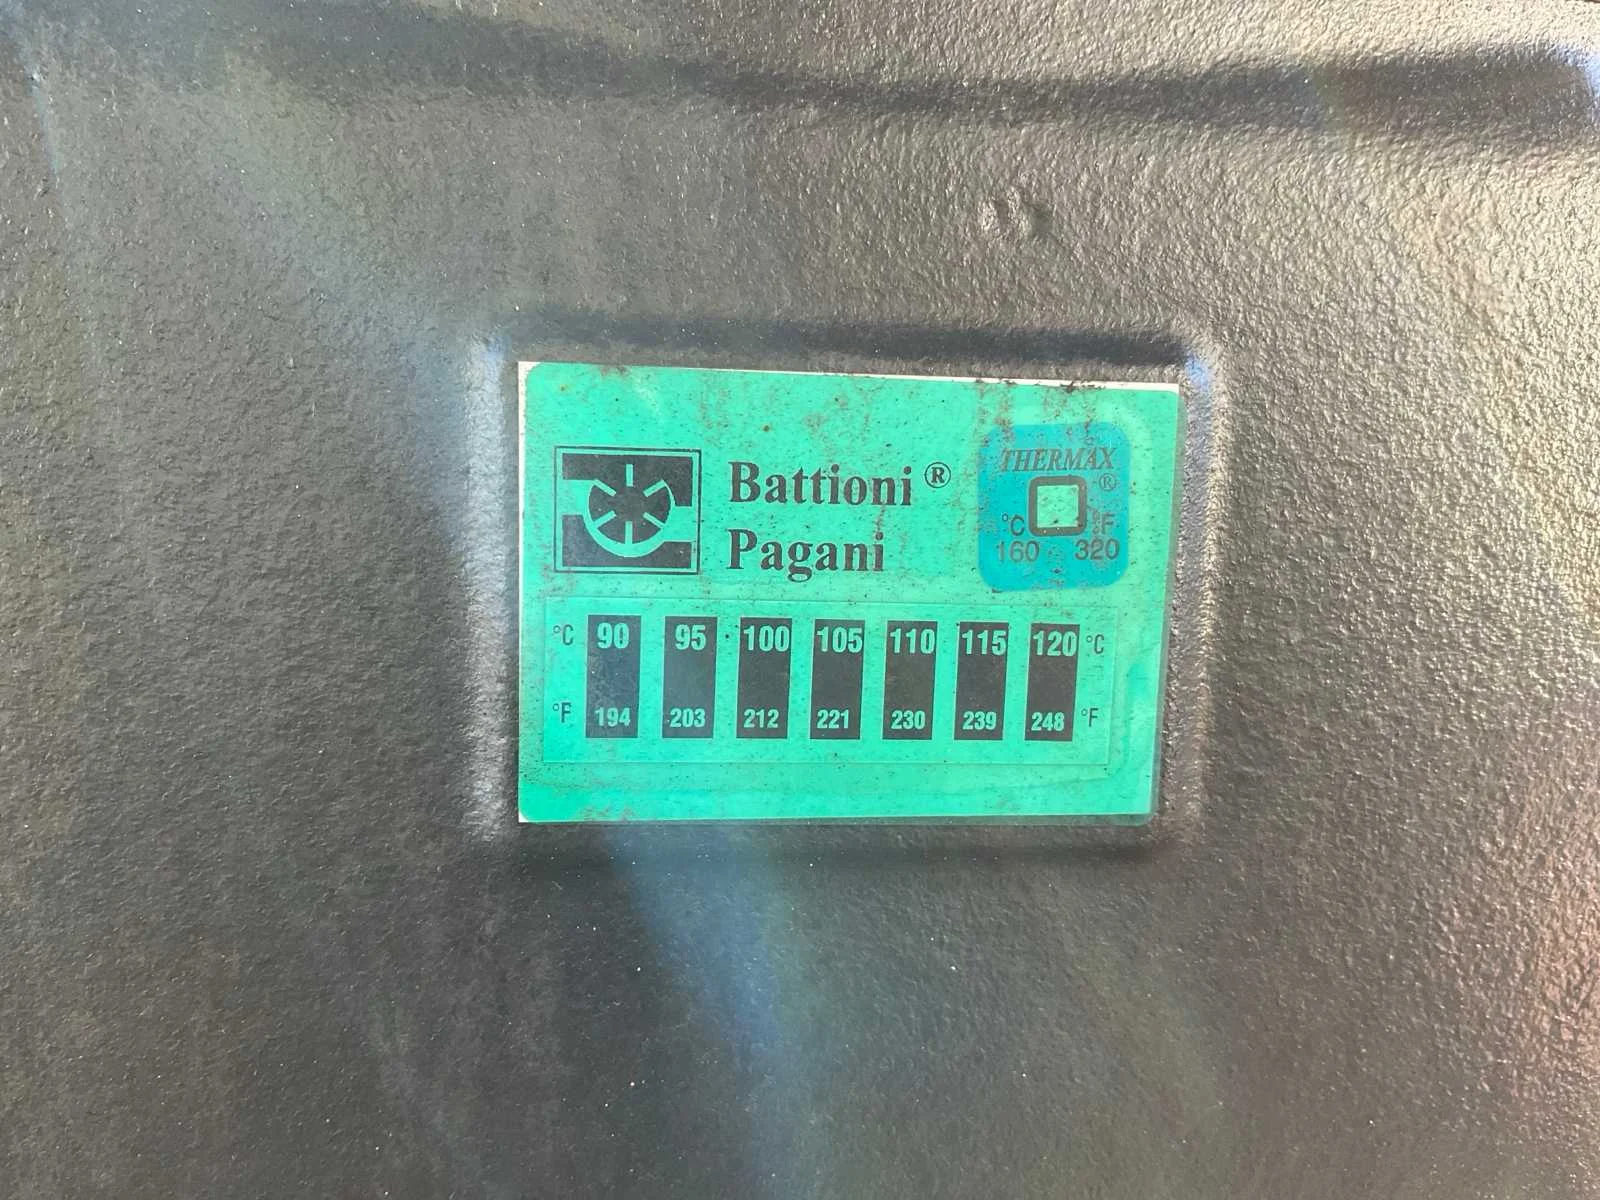 Battioni®
Pagani
THERMAX
®
°C °F
160 320
°C 90 95 100 105 110 115 120 °C
°F 194 203 212 221 230 239 248 °F